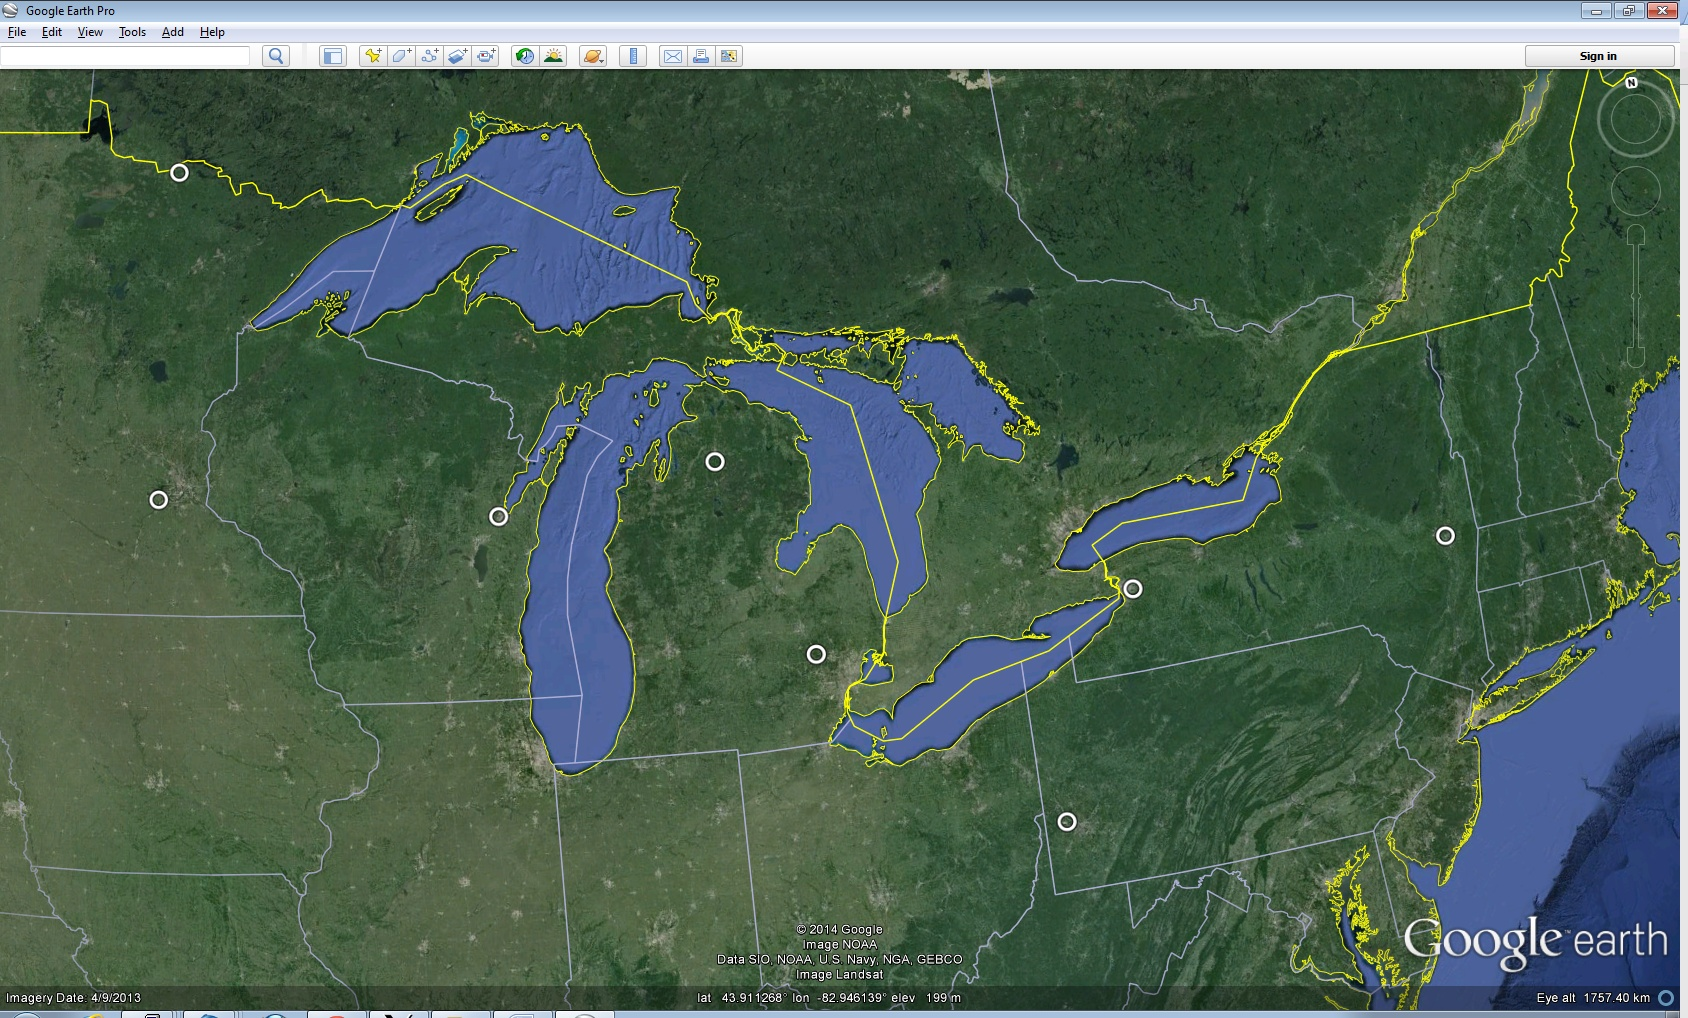 Google Earth Pro
File Edit View Tools Add Help
Sign in
N
© 2014 Google
Image NOAA
Data SIO, NOAA, U.S. Navy, NGA, GEBCO
Image Landsat
Google earth
Imagery Date: 4/9/2013 lat 43.911268° lon -82.946139° elev 199 m Eye alt 1757.40 km